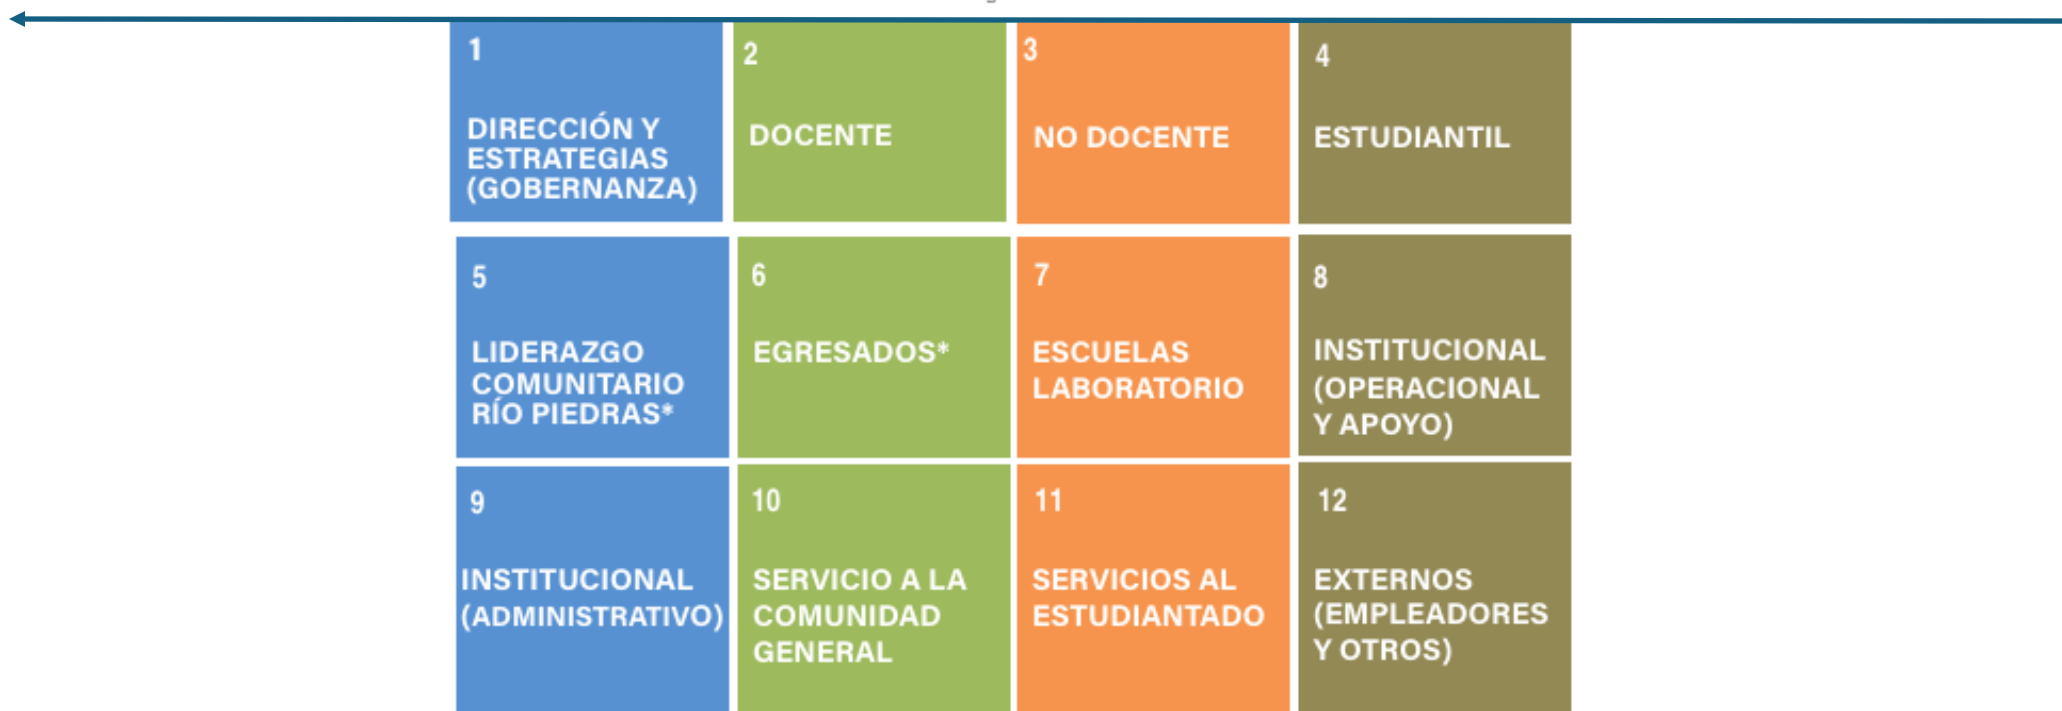 1
DIRECCIÓN Y
ESTRATEGIAS
(GOBERNANZA)
2
DOCENTE
3
NO DOCENTE
4
ESTUDIANTIL
5
LIDERAZGO
COMUNITARIO
RÍO PIEDRAS*
6
EGRESADOS*
7
ESCUELAS
LABORATORIO
8
INSTITUCIONAL
(OPERACIONAL
Y APOYO)
9
INSTITUCIONAL
(ADMINISTRATIVO)
10
SERVICIO A LA
COMUNIDAD
GENERAL
11
SERVICIOS AL
ESTUDIANTADO
12
EXTERNOS
(EMPLEADORES
Y OTROS)